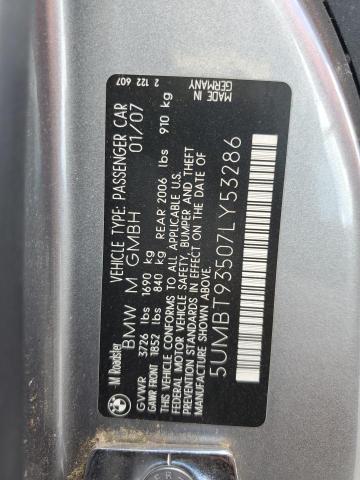 MADE IN
GERMANY
2 122 607
VEHICLE TYPE: PASSENGER CAR
BMW M GMBH 01/07
M Roadster
GVWR 3726 lbs 1690 kg
GAWR FRONT 1852 lbs 840 kg REAR 2006 lbs 910 kg
THIS VEHICLE CONFORMS TO ALL APPLICABLE U.S.
FEDERAL MOTOR VEHICLE SAFETY, BUMPER AND THEFT
PREVENTION STANDARDS IN EFFECT ON THE DATE OF
MANUFACTURE SHOWN ABOVE.
5UMBT93507LY53286